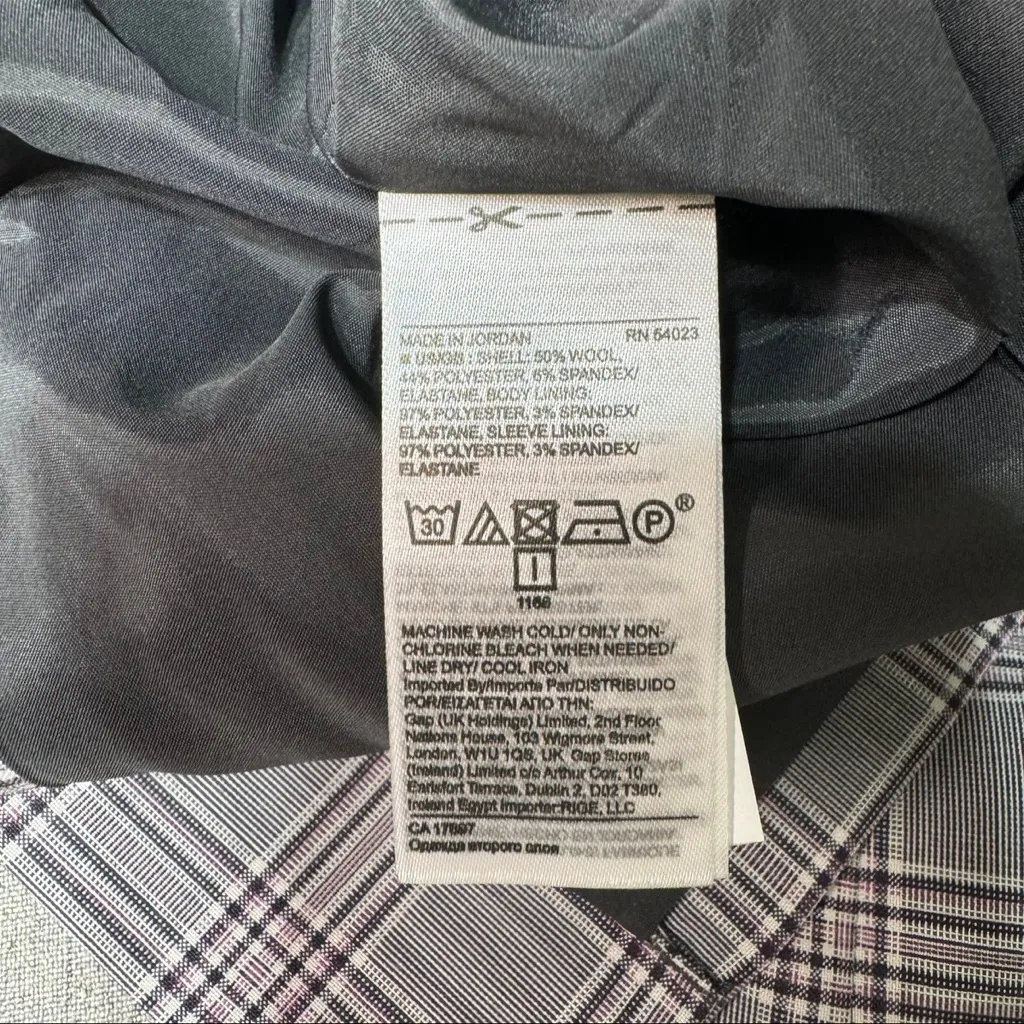 MADE IN JORDAN RN 54023
SHELL: 50% WOOL,
44% POLYESTER, 6% SPANDEX/
ELASTANE, BODY LINING:
97% POLYESTER, 3% SPANDEX/
ELASTANE, SLEEVE LINING:
97% POLYESTER, 3% SPANDEX/
ELASTANE
30 P®
MACHINE WASH COLD/ ONLY NON-
CHLORINE BLEACH WHEN NEEDED/
LINE DRY/ COOL IRON
Imported By/Importe Par/DISTRIBUIDO
POR/ΕΙΖΑΓΕΤΑΙ ΑΠΟ ΤΗΝ:
Gap (UK Holdings) Limited, 2nd Floor
Nations House, 103 Wigmore Street,
London, W1U 1QS, UK Gap Stores
(Ireland) Limited c/o Arthur Cox, 10
Earlsfort Terrace, Dublin 2, D02 T380,
Ireland Egypt Importer:RIGE, LLC
CA 17897
Одежда второго слоя